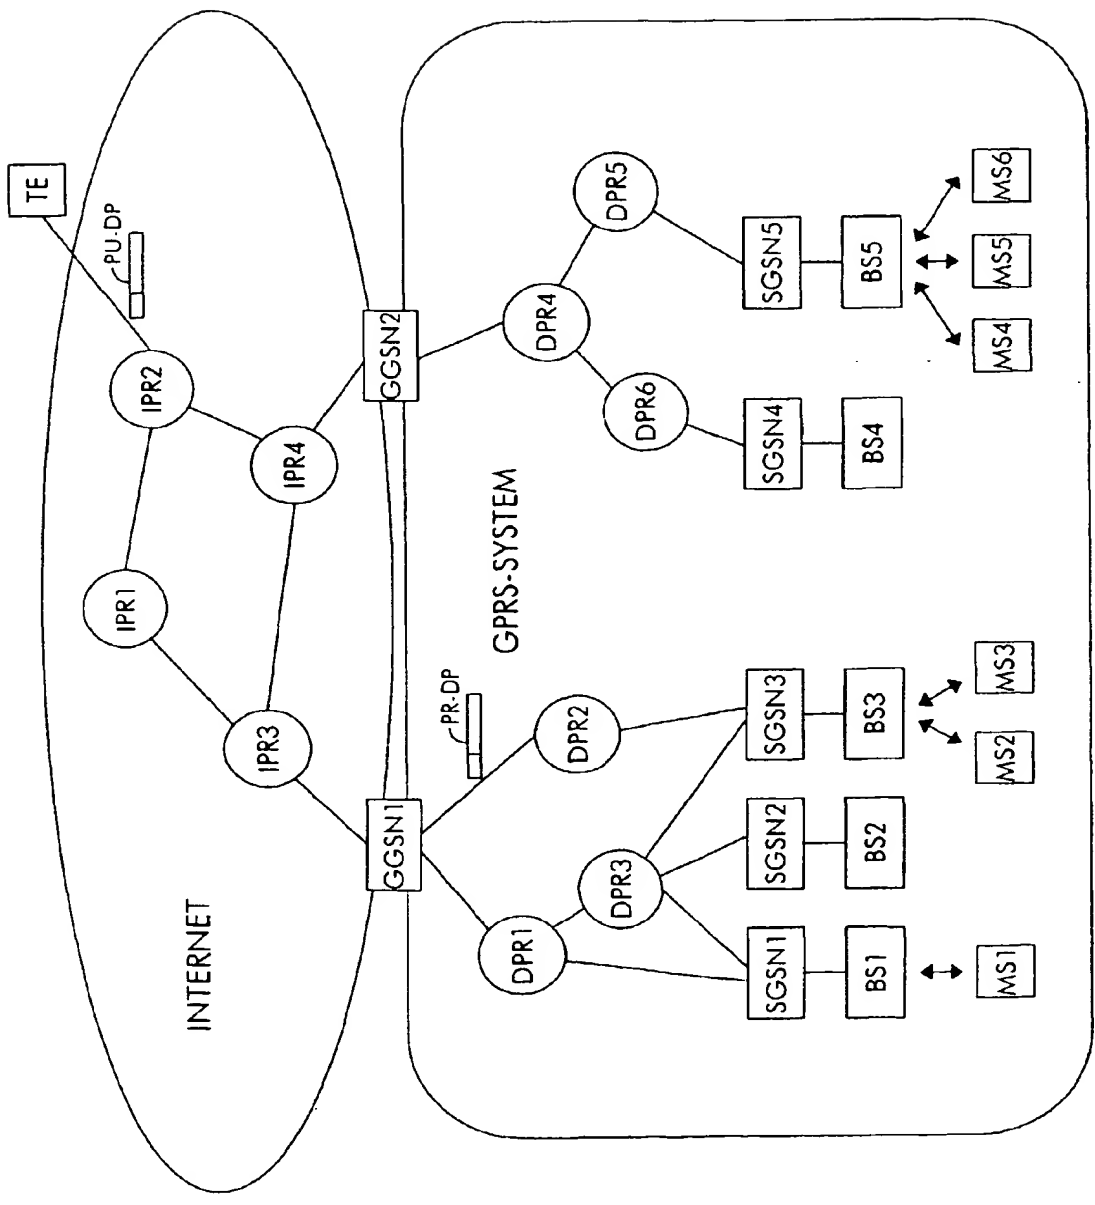 TE
PU-DP
IPR2
IPR1
IPR4
IPR3
INTERNET
GGSN1
GGSN2
GPRS-SYSTEM
PR-DP
DPR1
DPR2
DPR3
DPR4
DPR5
DPR6
SGSN1
SGSN2
SGSN3
SGSN4
SGSN5
BS1
BS2
BS3
BS4
BS5
MS1
MS2
MS3
MS4
MS5
MS6